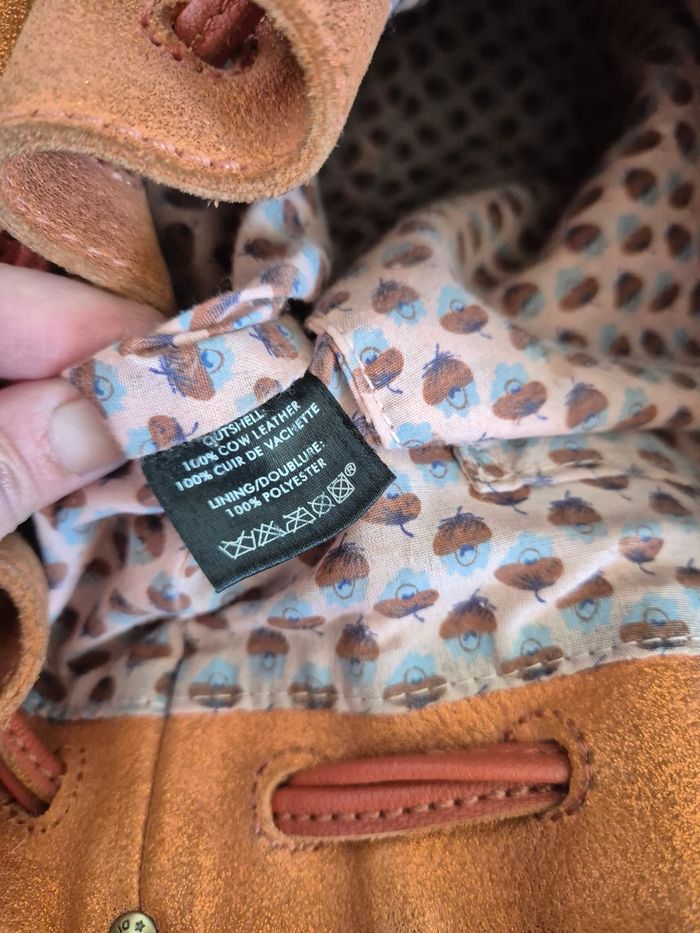 OUTSHELL:
100% COW LEATHER
100% CUIR DE VACHETTE
LINING/DOUBLURE:
100% POLYESTER